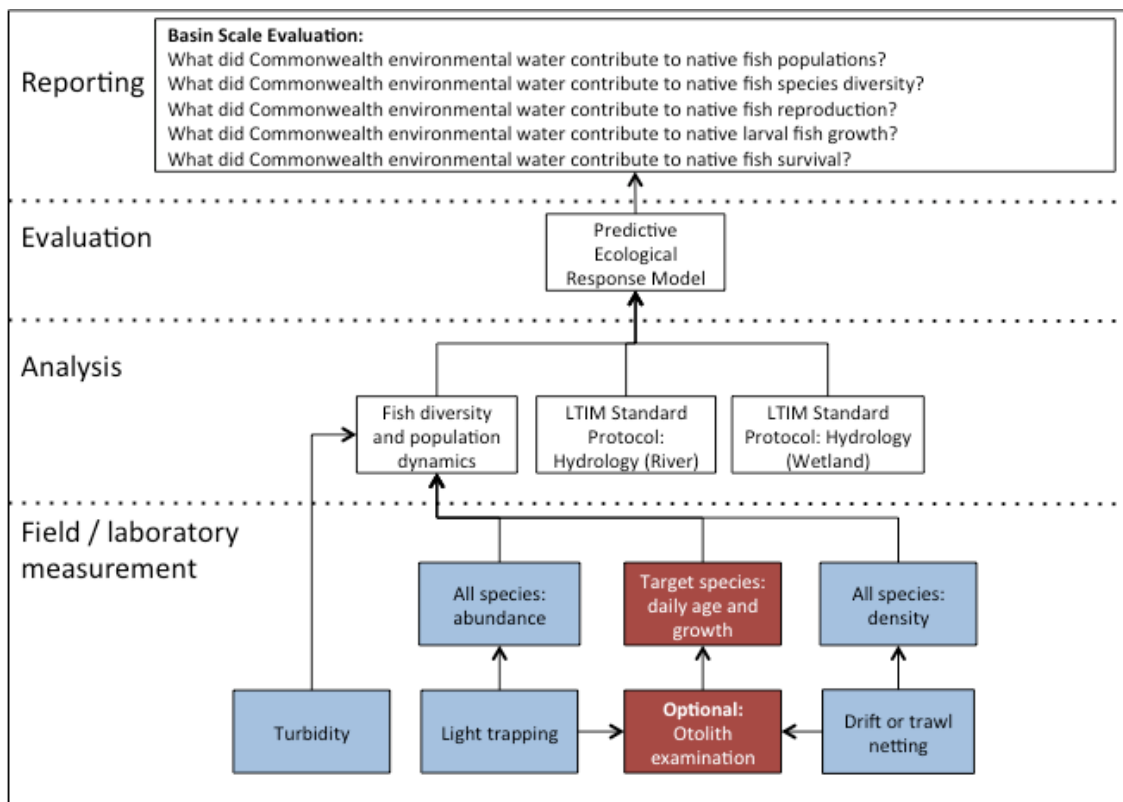 Reporting
Basin Scale Evaluation:
What did Commonwealth environmental water contribute to native fish populations?
What did Commonwealth environmental water contribute to native fish species diversity?
What did Commonwealth environmental water contribute to native fish reproduction?
What did Commonwealth environmental water contribute to native larval fish growth?
What did Commonwealth environmental water contribute to native fish survival?
Evaluation
Predictive
Ecological
Response Model
Analysis
Fish diversity
and population
dynamics
LTIM Standard
Protocol:
Hydrology (River)
LTIM Standard
Protocol: Hydrology
(Wetland)
Field / laboratory
measurement
All species:
abundance
Target species:
daily age and
growth
All species:
density
Turbidity
Light trapping
Optional:
Otolith
examination
Drift or trawl
netting